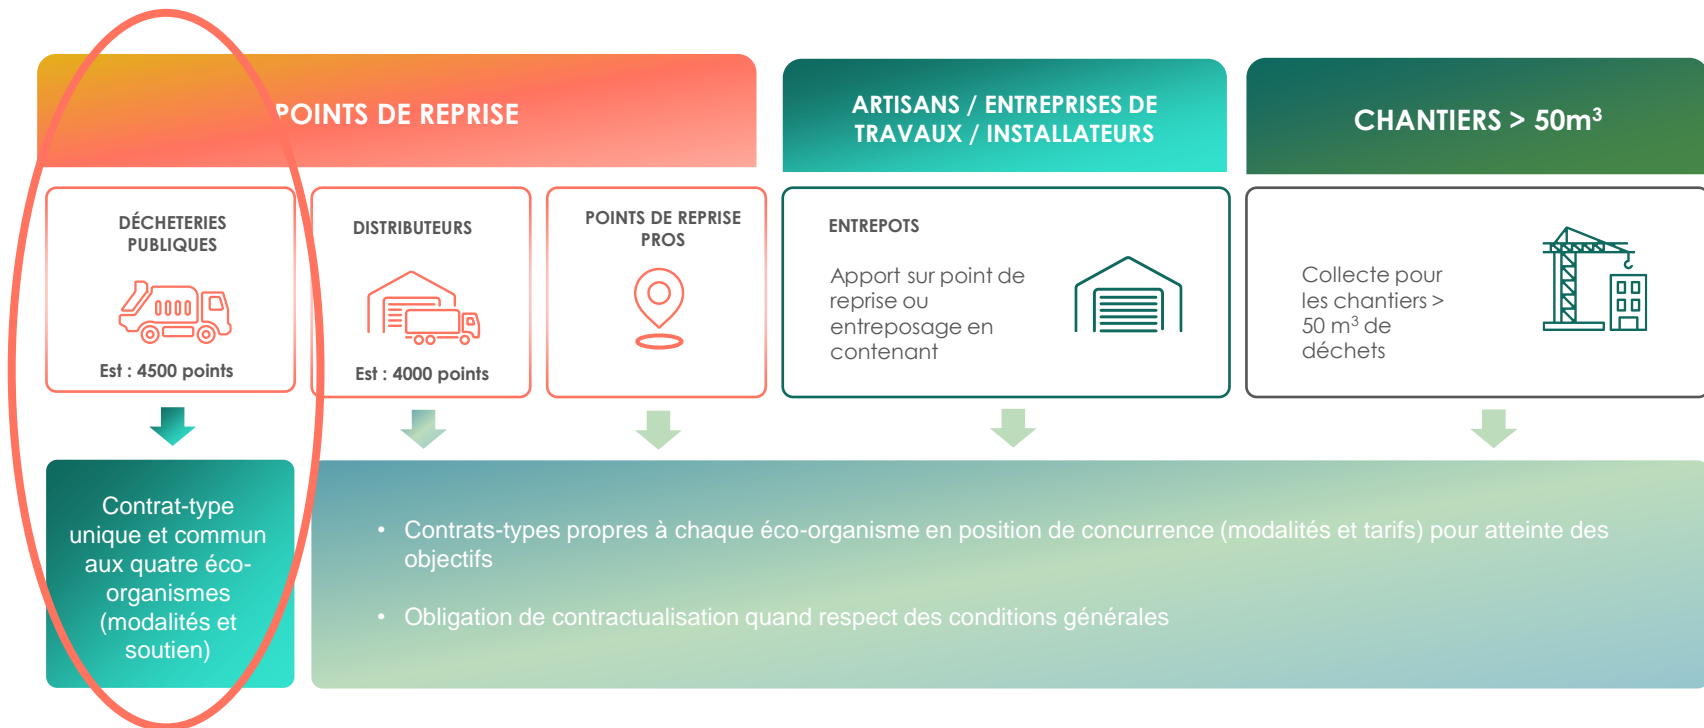 POINTS DE REPRISE
ARTISANS / ENTREPRISES DE
TRAVAUX / INSTALLATEURS
CHANTIERS > 50m³
DÉCHETERIES
PUBLIQUES
Est : 4500 points
DISTRIBUTEURS
Est : 4000 points
POINTS DE REPRISE
PROS
ENTREPOTS
Apport sur point de
reprise ou
entreposage en
contenant
Collecte pour
les chantiers >
50 m³ de
déchets
Contrat-type
unique et commun
aux quatre éco-
organismes
(modalités et
soutien)
• Contrats-types propres à chaque éco-organisme en position de concurrence (modalités et tarifs) pour atteinte des
objectifs
• Obligation de contractualisation quand respect des conditions générales